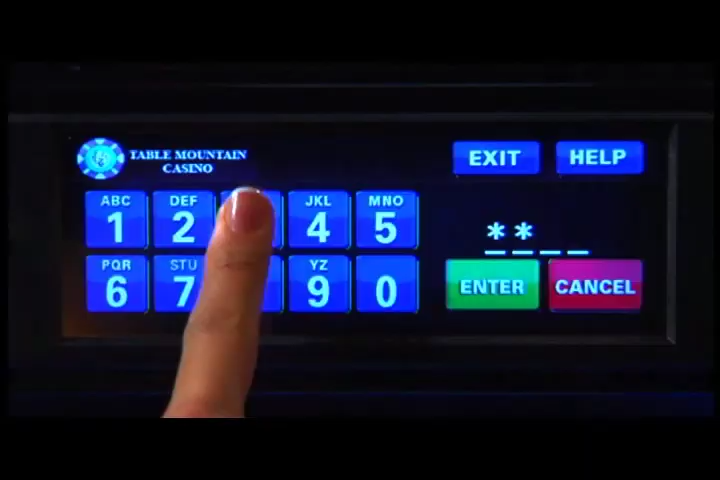 TABLE MOUNTAIN
CASINO
EXIT
HELP
ABC
1
DEF
2
JKL
4
MNO
5
**
PQR
6
STU
7
YZ
9
0
ENTER
CANCEL